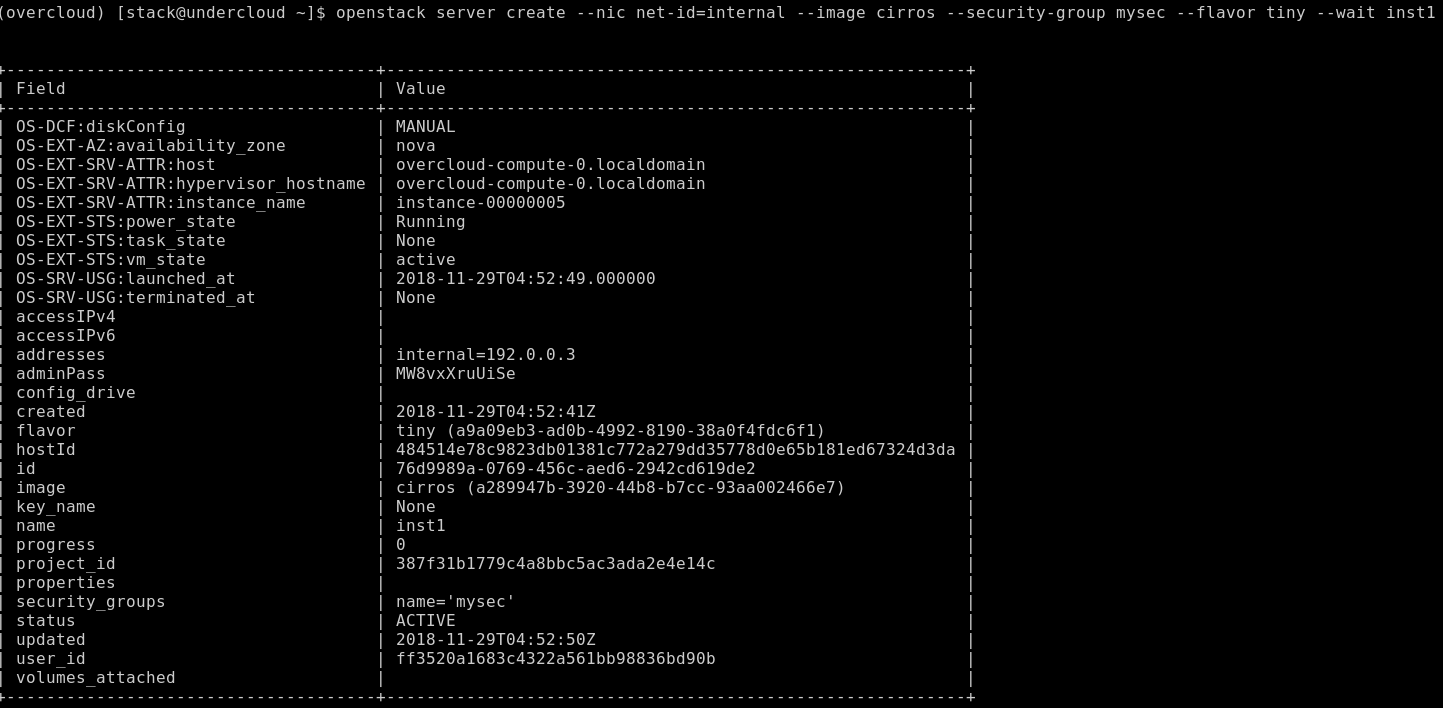 (overcloud) [stack@undercloud ~]$ openstack server create --nic net-id=internal --image cirros --security-group mysec --flavor tiny --wait inst1
+-------------------------------------+----------------------------------------------------------+
| Field                               | Value                                                    |
+-------------------------------------+----------------------------------------------------------+
| OS-DCF:diskConfig                   | MANUAL                                                   |
| OS-EXT-AZ:availability_zone         | nova                                                     |
| OS-EXT-SRV-ATTR:host                | overcloud-compute-0.localdomain                          |
| OS-EXT-SRV-ATTR:hypervisor_hostname | overcloud-compute-0.localdomain                          |
| OS-EXT-SRV-ATTR:instance_name       | instance-00000005                                        |
| OS-EXT-STS:power_state              | Running                                                  |
| OS-EXT-STS:task_state               | None                                                     |
| OS-EXT-STS:vm_state                 | active                                                   |
| OS-SRV-USG:launched_at              | 2018-11-29T04:52:49.000000                               |
| OS-SRV-USG:terminated_at            | None                                                     |
| accessIPv4                          |                                                          |
| accessIPv6                          |                                                          |
| addresses                           | internal=192.0.0.3                                       |
| adminPass                           | MW8vxXruUiSe                                             |
| config_drive                        |                                                          |
| created                             | 2018-11-29T04:52:41Z                                     |
| flavor                              | tiny (a9a09eb3-ad0b-4992-8190-38a0f4fdc6f1)              |
| hostId                              | 484514e78c9823db01381c772a279dd35778d0e65b181ed67324d3da |
| id                                  | 76d9989a-0769-456c-aed6-2942cd619de2                     |
| image                               | cirros (a289947b-3920-44b8-b7cc-93aa002466e7)            |
| key_name                            | None                                                     |
| name                                | inst1                                                    |
| progress                            | 0                                                        |
| project_id                          | 387f31b1779c4a8bbc5ac3ada2e4e14c                         |
| properties                          |                                                          |
| security_groups                     | name='mysec'                                             |
| status                              | ACTIVE                                                   |
| updated                             | 2018-11-29T04:52:50Z                                     |
| user_id                             | ff3520a1683c4322a561bb98836bd90b                         |
| volumes_attached                    |                                                          |
+-------------------------------------+----------------------------------------------------------+